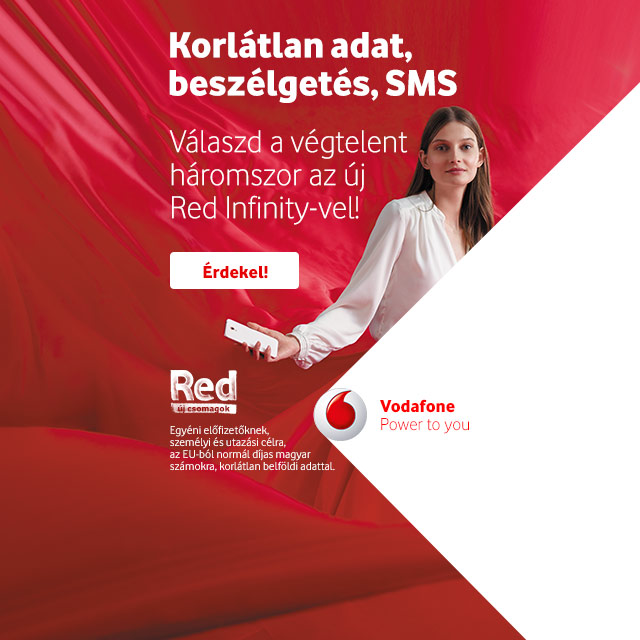 Korlátlan adat,
beszélgetés, SMS
Válaszd a végtelent
háromszor az új
Red Infinity-vel!
Érdekel!
Red
új csomagok
Egyéni előfizetőknek,
személyi és utazási célra,
az EU-ból normál díjas magyar
számokra, korlátlan belföldi adattal.
Vodafone
Power to you